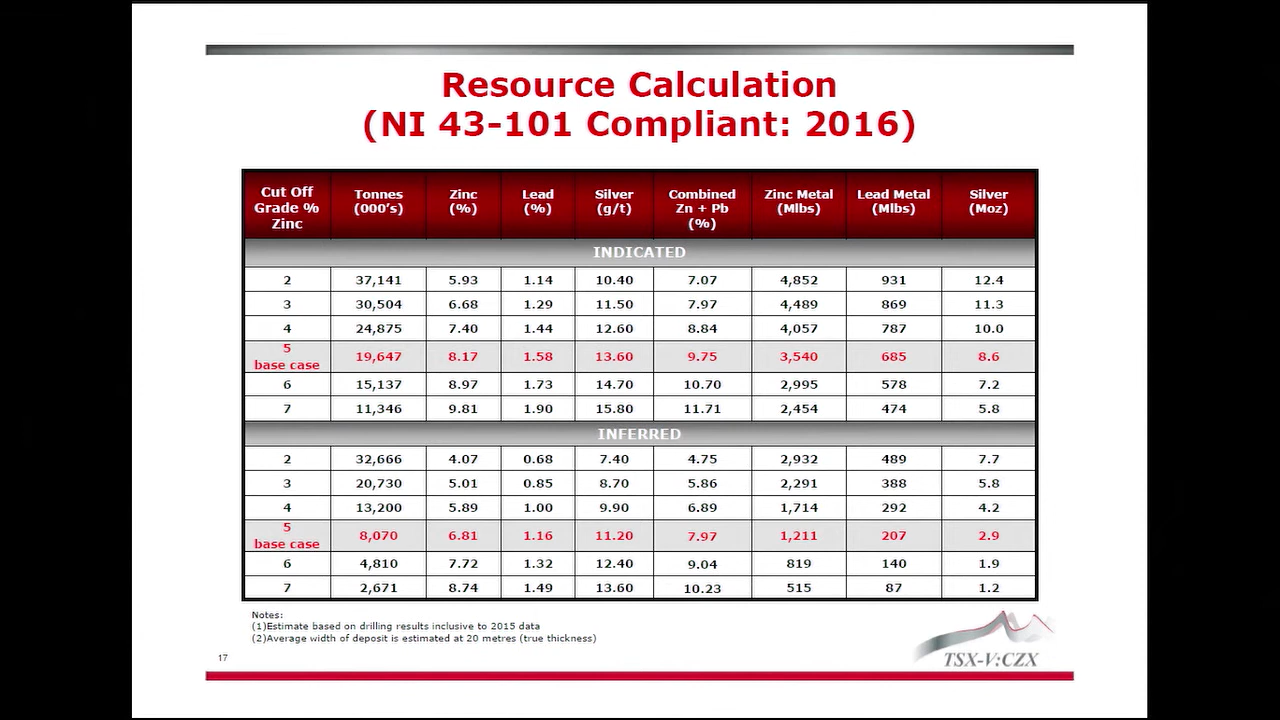 Resource Calculation
(NI 43-101 Compliant: 2016)
Cut Off Grade % Zinc Tonnes (000's) Zinc (%) Lead (%) Silver (g/t) Combined Zn + Pb (%) Zinc Metal (Mlbs) Lead Metal (Mlbs) Silver (Moz)
INDICATED
2 37,141 5.93 1.14 10.40 7.07 4,852 931 12.4
3 30,504 6.68 1.29 11.50 7.97 4,489 869 11.3
4 24,875 7.40 1.44 12.60 8.84 4,057 787 10.0
5 base case 19,647 8.17 1.58 13.60 9.75 3,540 685 8.6
6 15,137 8.97 1.73 14.70 10.70 2,995 578 7.2
7 11,346 9.81 1.90 15.80 11.71 2,454 474 5.8
INFERRED
2 32,666 4.07 0.68 7.40 4.75 2,932 489 7.7
3 20,730 5.01 0.85 8.70 5.86 2,291 388 5.8
4 13,200 5.89 1.00 9.90 6.89 1,714 292 4.2
5 base case 8,070 6.81 1.16 11.20 7.97 1,211 207 2.9
6 4,810 7.72 1.32 12.40 9.04 819 140 1.9
7 2,671 8.74 1.49 13.60 10.23 515 87 1.2
Notes:
(1)Estimate based on drilling results inclusive to 2015 data
(2)Average width of deposit is estimated at 20 metres (true thickness)
17
TSX-V:CZX